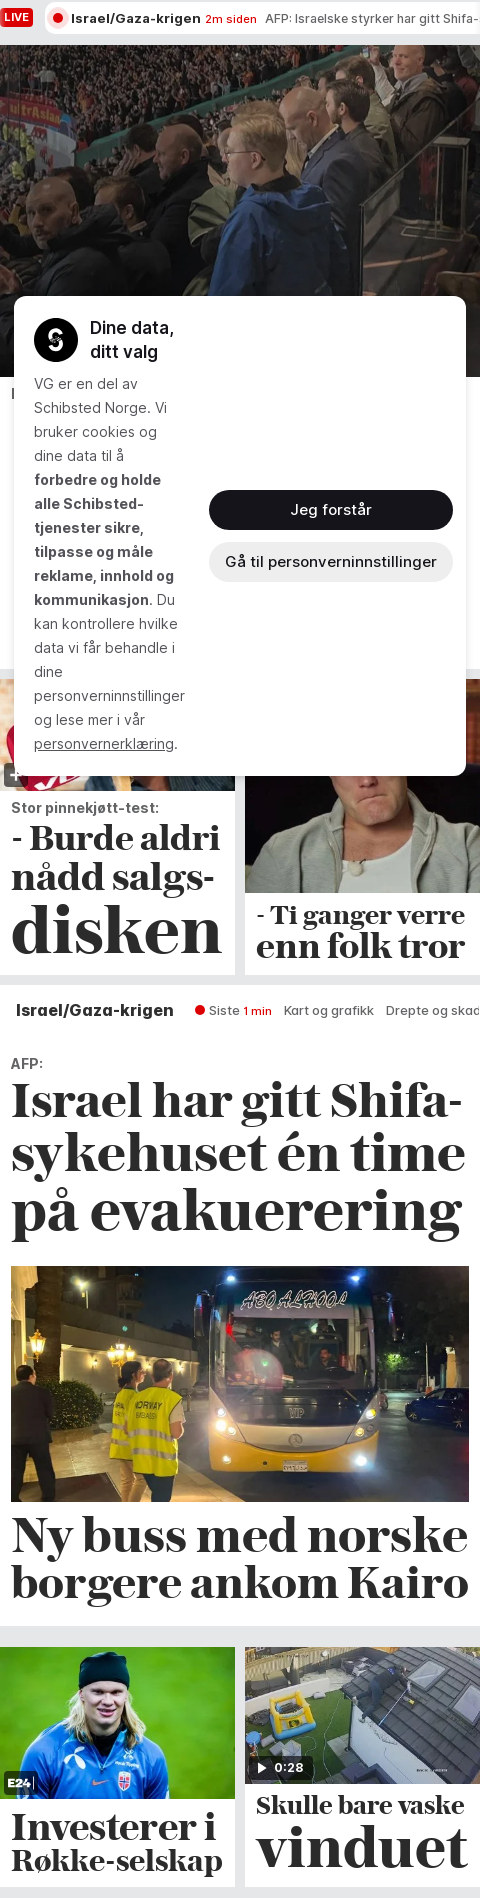 LIVE
Israel/Gaza-krigen 2m siden AFP: Israelske styrker har gitt Shifa-
Dine data,
ditt valg
VG er en del av
Schibsted Norge. Vi
bruker cookies og
dine data til å
forbedre og holde
alle Schibsted-
tjenester sikre,
tilpasse og måle
reklame, innhold og
kommunikasjon. Du
kan kontrollere hvilke
data vi får behandle i
dine
personverninnstillinger
og lese mer i vår
personvernerklæring.
Jeg forstår
Gå til personverninnstillinger
Stor pinnekjøtt-test:
- Burde aldri
nådd salgs-
disken
- Ti ganger verre
enn folk tror
Israel/Gaza-krigen Siste 1 min Kart og grafikk Drepte og skad
AFP:
Israel har gitt Shifa-
sykehuset én time
på evakuerering
ABO ALHOOL
VIP
NORWAY
EMBASSY
NORWAY
EMBASSY
Ny buss med norske
borgere ankom Kairo
E24
Investerer i
Røkke-selskap
0:28
Skulle bare vaske
vinduet